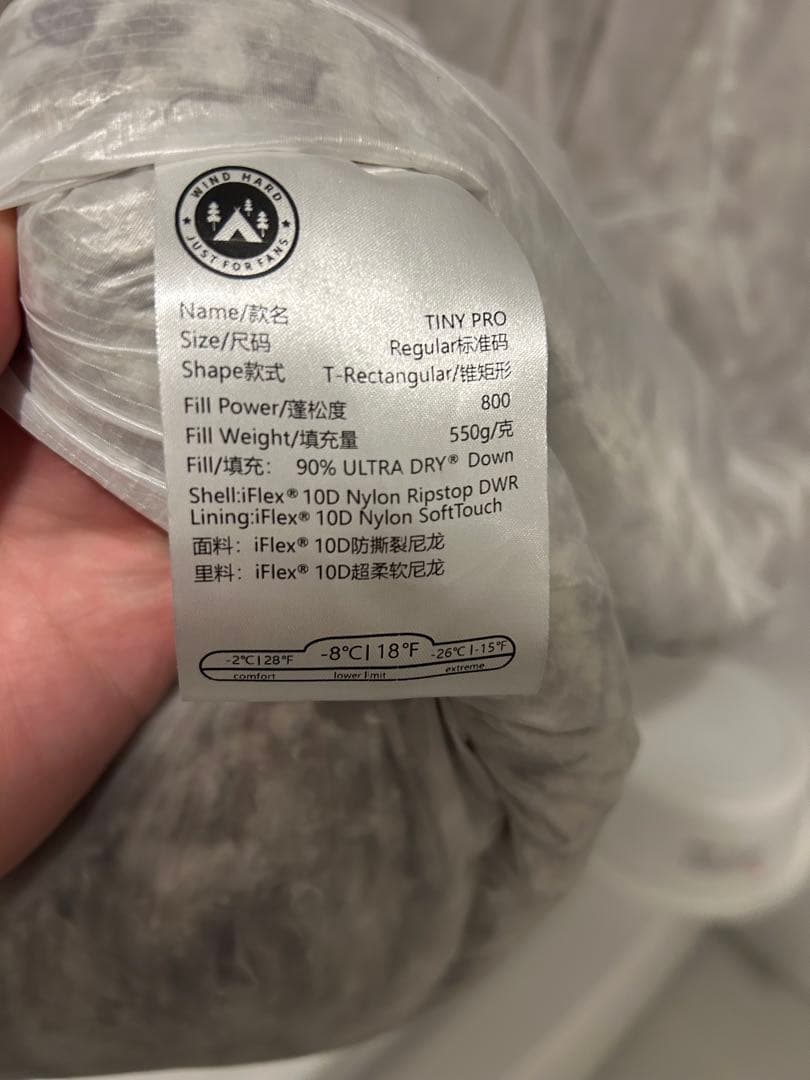 WIND HARD
JUST FOR FANS
Name/款名 TINY PRO
Size/尺码 Regular标准码
Shape款式 T-Rectangular/锥矩形
Fill Power/蓬松度 800
Fill Weight/填充量 550g/克
Fill/填充： 90% ULTRA DRY® Down
Shell:iFlex® 10D Nylon Ripstop DWR
Lining:iFlex® 10D Nylon SoftTouch
面料： iFlex® 10D防撕裂尼龙
里料： iFlex® 10D超柔软尼龙
-2°C|28°F -8°C|18°F -26°C|-15°F
comfort lower limit extreme